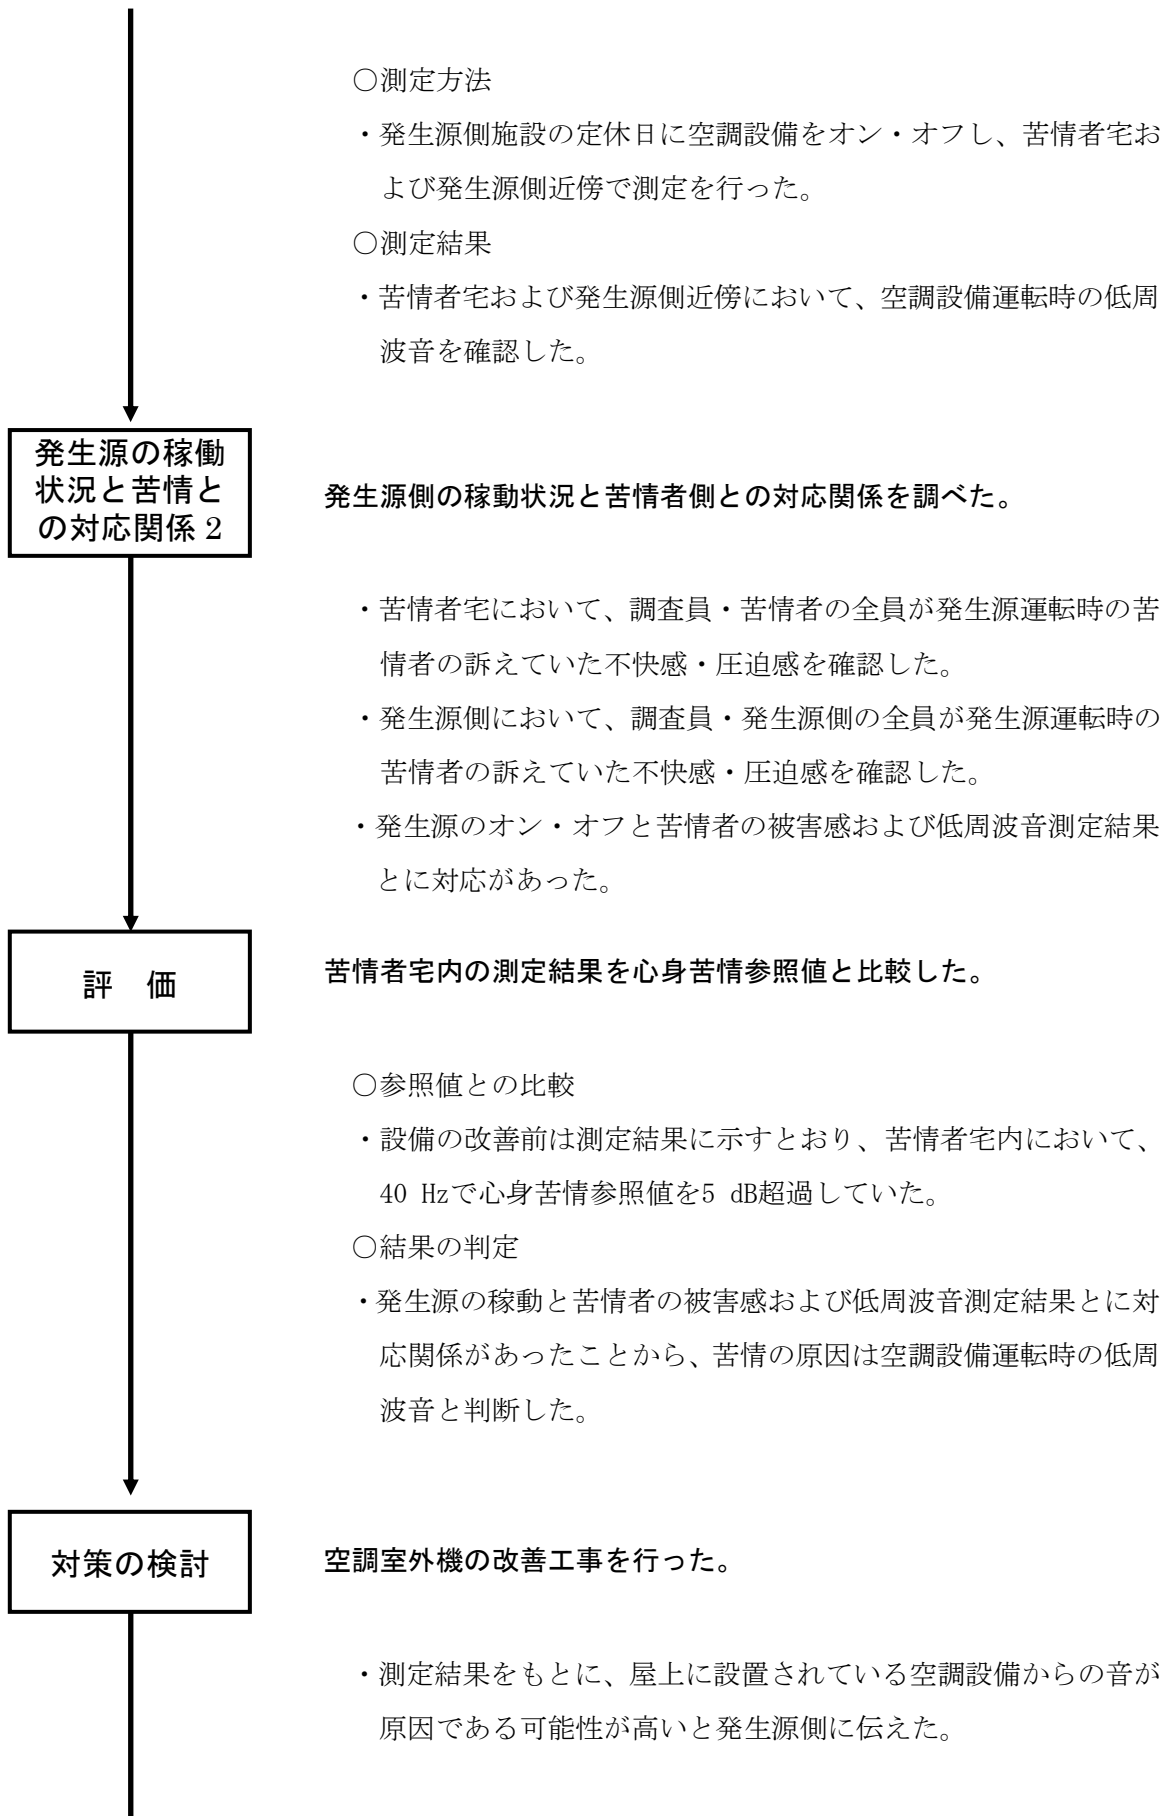 ○測定方法
・発生源側施設の定休日に空調設備をオン・オフし、苦情者宅お
よび発生源側近傍で測定を行った。
○測定結果
・苦情者宅および発生源側近傍において、空調設備運転時の低周
波音を確認した。
発生源の稼働
状況と苦情と
の対応関係２
発生源側の稼動状況と苦情者側との対応関係を調べた。
・苦情者宅において、調査員・苦情者の全員が発生源運転時の苦
情者の訴えていた不快感・圧迫感を確認した。
・発生源側において、調査員・発生源側の全員が発生源運転時の
苦情者の訴えていた不快感・圧迫感を確認した。
・発生源のオン・オフと苦情者の被害感および低周波音測定結果
とに対応があった。
評　価
苦情者宅内の測定結果を心身苦情参照値と比較した。
○参照値との比較
・設備の改善前は測定結果に示すとおり、苦情者宅内において、
40 Hzで心身苦情参照値を5 dB超過していた。
○結果の判定
・発生源の稼動と苦情者の被害感および低周波音測定結果とに対
応関係があったことから、苦情の原因は空調設備運転時の低周
波音と判断した。
対策の検討
空調室外機の改善工事を行った。
・測定結果をもとに、屋上に設置されている空調設備からの音が
原因である可能性が高いと発生源側に伝えた。